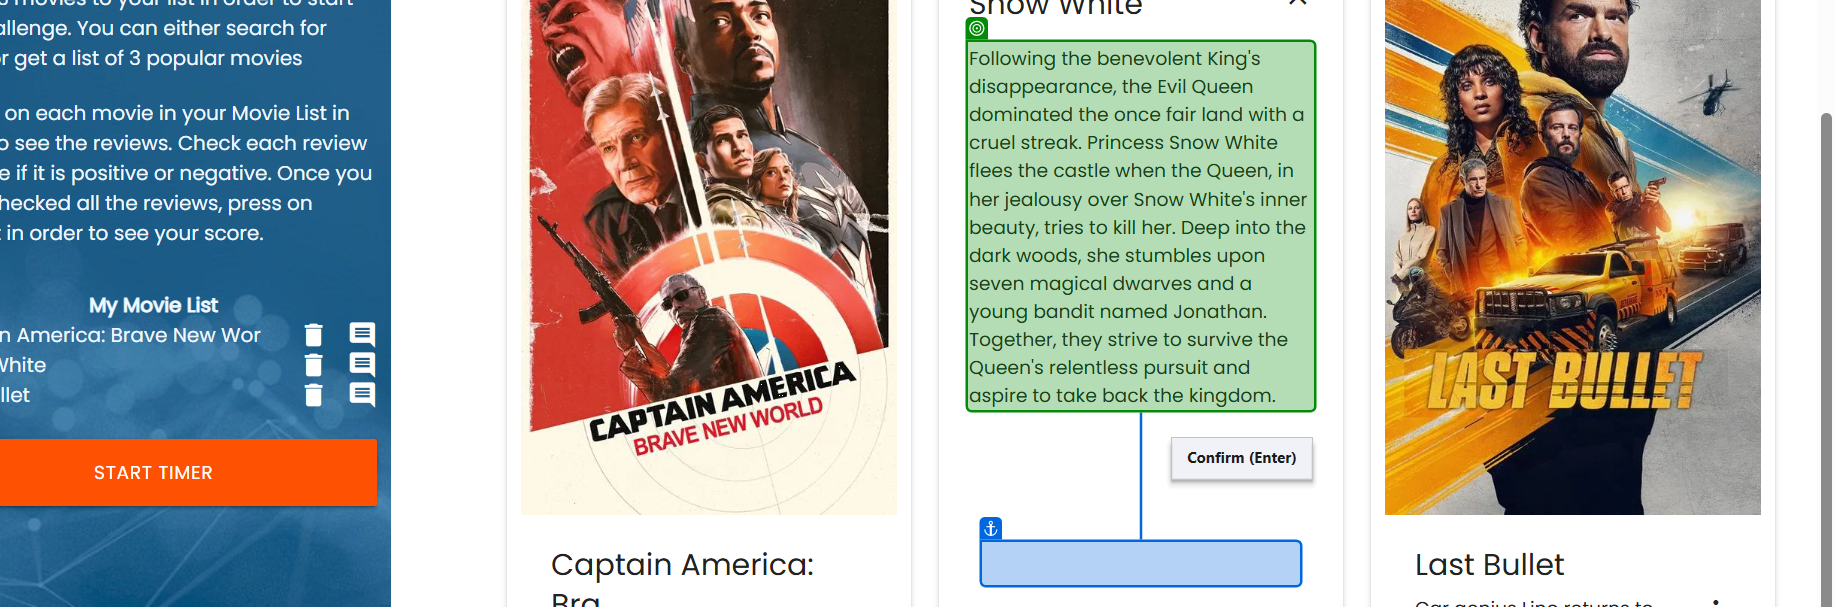 s movies to your list in order to start
allenge. You can either search for
r get a list of 3 popular movies
on each movie in your Movie List in
o see the reviews. Check each review
e if it is positive or negative. Once you
hecked all the reviews, press on
t in order to see your score.
My Movie List
n America: Brave New Wor
White
llet
START TIMER
CAPTAIN AMERICA
BRAVE NEW WORLD
Captain America:
Bra
Snow White
Following the benevolent King's
disappearance, the Evil Queen
dominated the once fair land with a
cruel streak. Princess Snow White
flees the castle when the Queen, in
her jealousy over Snow White's inner
beauty, tries to kill her. Deep into the
dark woods, she stumbles upon
seven magical dwarves and a
young bandit named Jonathan.
Together, they strive to survive the
Queen's relentless pursuit and
aspire to take back the kingdom.
Confirm (Enter)
LAST BULLET
Last Bullet
Car genius Lino returns to